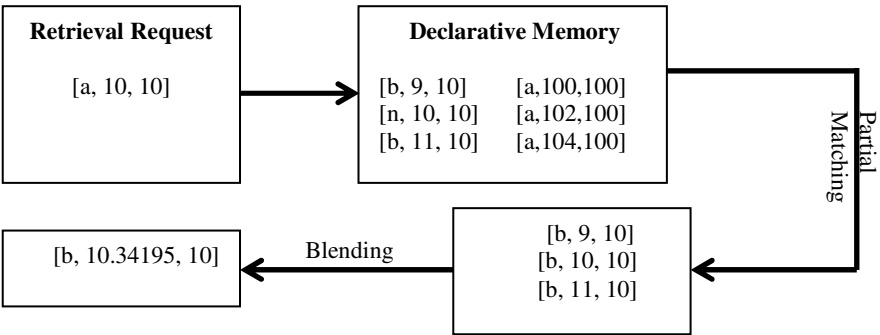 Retrieval Request
[a, 10, 10]
Declarative Memory
[b, 9, 10] [a,100,100]
[n, 10, 10] [a,102,100]
[b, 11, 10] [a,104,100]
Partial
Matching
[b, 9, 10]
[b, 10, 10]
[b, 11, 10]
Blending
[b, 10.34195, 10]